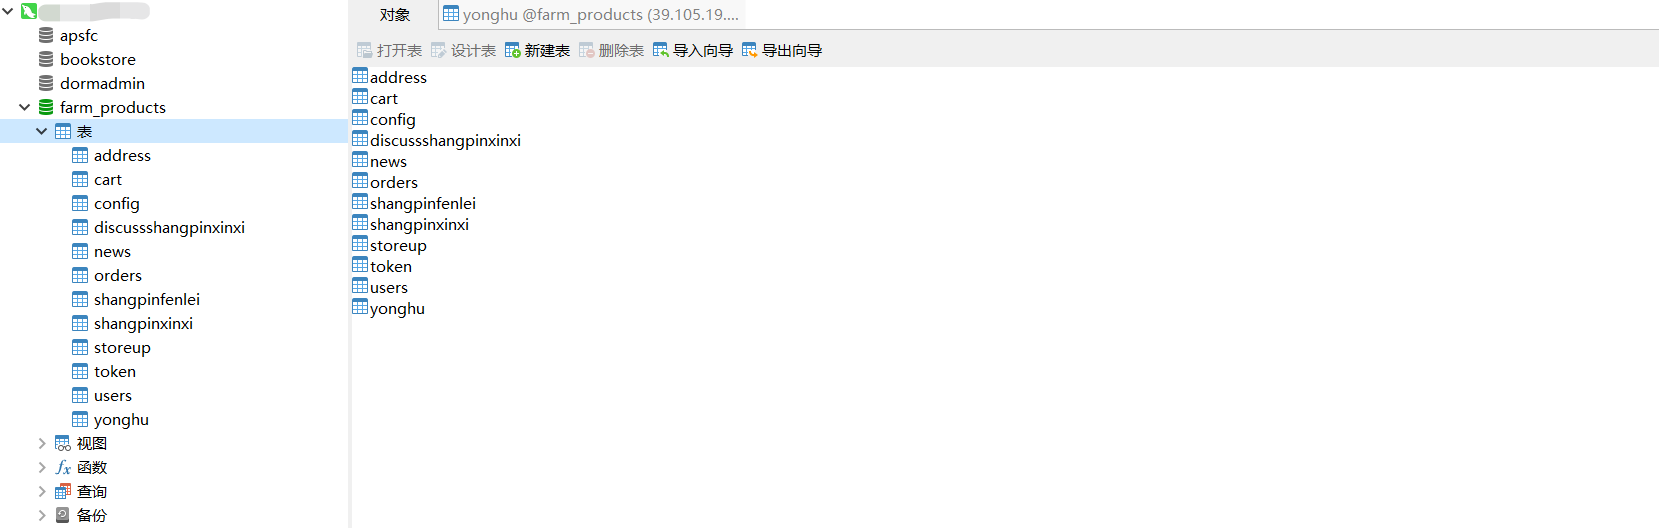 apsfc
bookstore
dormadmin
farm_products
表
address
cart
config
discussshangpinxinxi
news
orders
shangpinfenlei
shangpinxinxi
storeup
token
users
yonghu
视图
函数
查询
备份
对象 yonghu @farm_products (39.105.19....
打开表 设计表 新建表 删除表 导入向导 导出向导
address
cart
config
discussshangpinxinxi
news
orders
shangpinfenlei
shangpinxinxi
storeup
token
users
yonghu